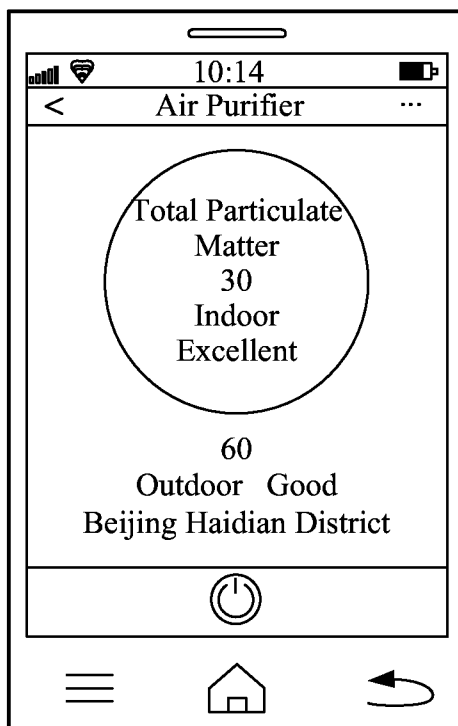 10:14
< Air Purifier ...
Total Particulate
Matter
30
Indoor
Excellent
60
Outdoor Good
Beijing Haidian District